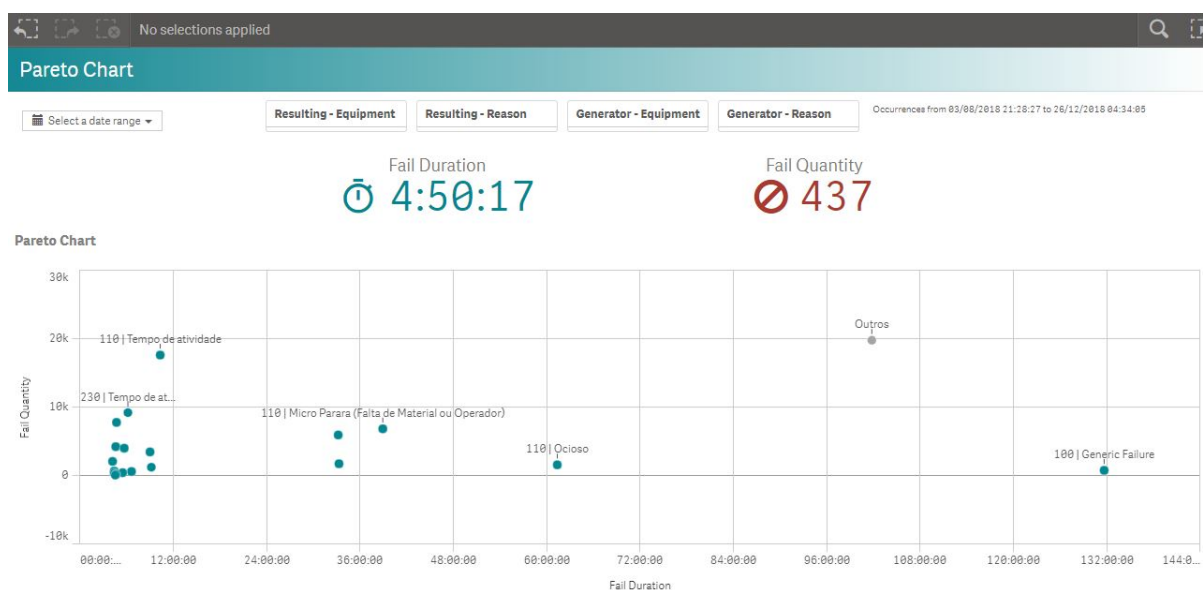 No selections applied
Pareto Chart
Select a date range
Resulting - Equipment
Resulting - Reason
Generator - Equipment
Generator - Reason
Occurrences from 03/08/2018 21:28:27 to 26/12/2018 04:34:05
Fail Duration
4:50:17
Fail Quantity
437
Pareto Chart
30k
20k
10k
0
-10k
Fail Quantity
Outros
110 | Tempo de atividade
230 | Tempo de at...
110 | Micro Parara (Falta de Material ou Operador)
110 | Ocioso
100 | Generic Failure
00:00:...
12:00:00
24:00:00
36:00:00
48:00:00
60:00:00
72:00:00
84:00:00
96:00:00
108:00:00
120:00:00
132:00:00
144:0...
Fail Duration